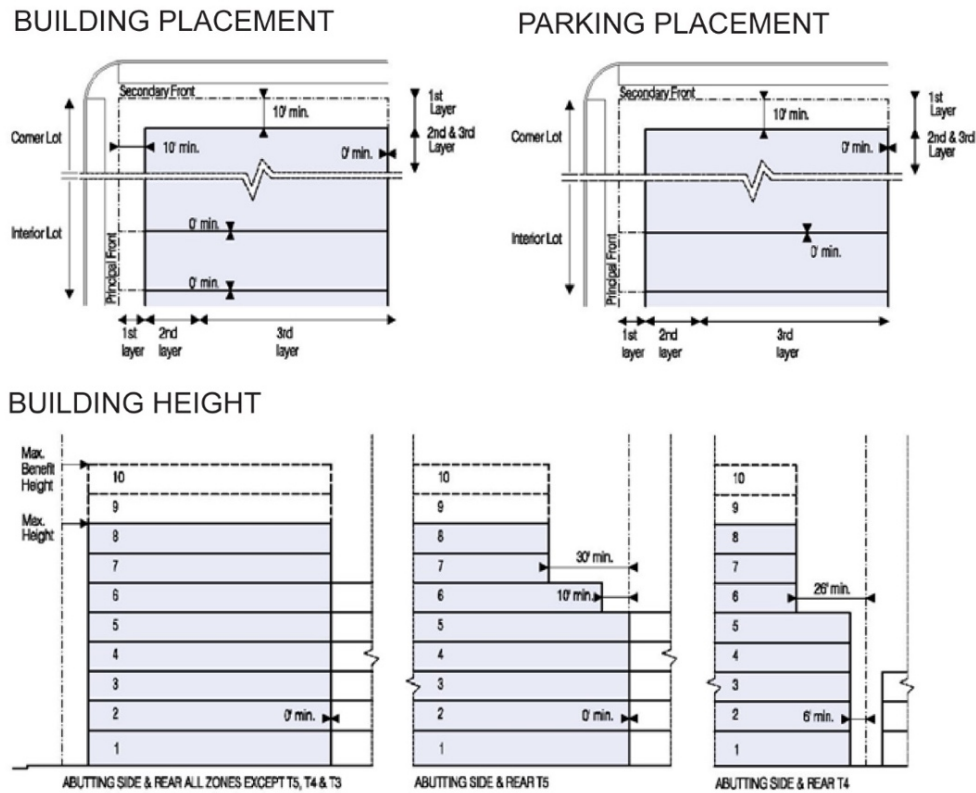 BUILDING PLACEMENT
Secondary Front
1st
Layer
10' min.
Corner Lot
2nd & 3rd
Layer
10' min.
0' min.
Interior Lot
0' min.
Principal Front
0' min.
1st
layer
2nd
layer
3rd
layer
PARKING PLACEMENT
Secondary Front
1st
Layer
10' min.
Corner Lot
2nd & 3rd
Layer
0' min.
Interior Lot
0' min.
Principal Front
1st
layer
2nd
layer
3rd
layer
BUILDING HEIGHT
Max.
Benefit
Height
Max.
Height
10
9
8
7
6
5
4
3
2
1
0' min.
ABUTTING SIDE & REAR ALL ZONES EXCEPT T5, T4 & T3
10
9
8
7
6
5
4
3
2
1
30' min.
10' min.
0' min.
ABUTTING SIDE & REAR T5
10
9
8
7
6
5
4
3
2
1
26' min.
6' min.
ABUTTING SIDE & REAR T4